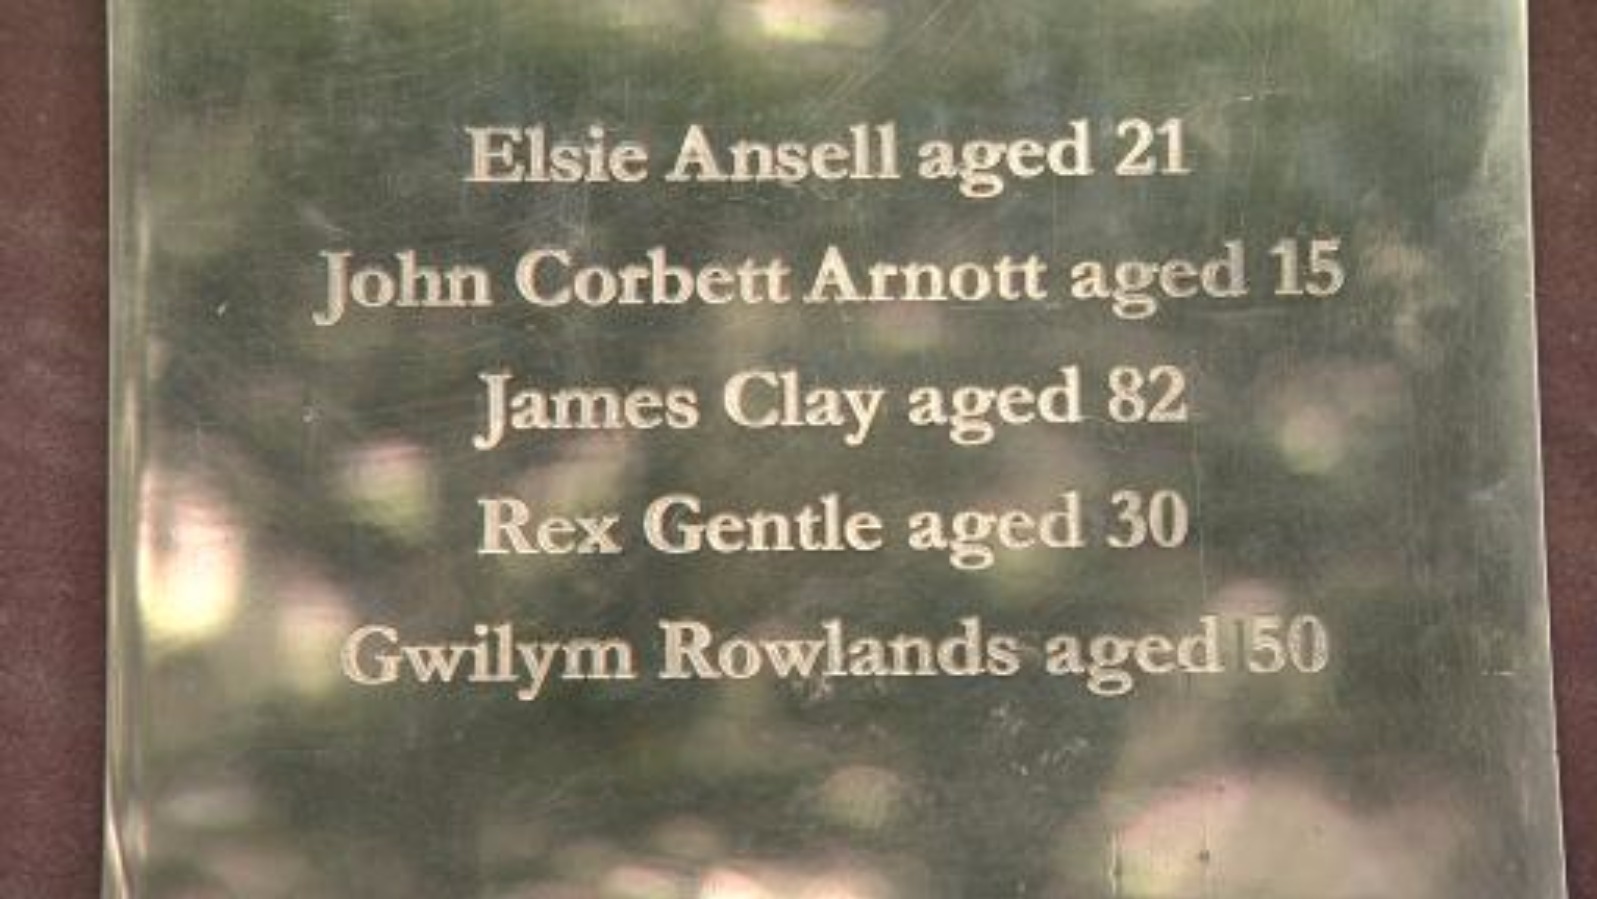 Elsie Ansell aged 21
John Corbett Arnott aged 15
James Clay aged 82
Rex Gentle aged 30
Gwilym Rowlands aged 50